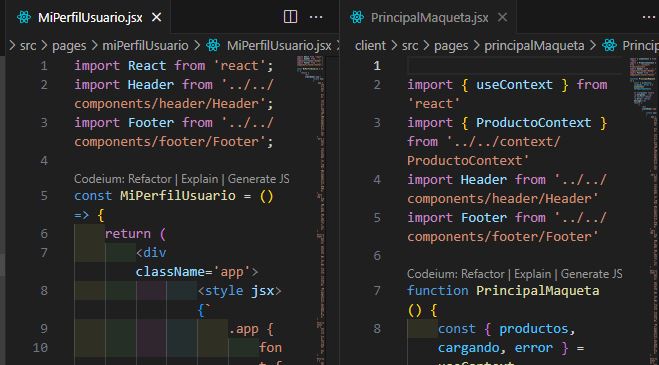 MiPerfilUsuario.jsx
> src > pages > miPerfilUsuario > MiPerfilUsuario.jsx
1 import React from 'react';
2 import Header from '../../
components/header/Header';
3 import Footer from '../../
components/footer/Footer';
4
Codeium: Refactor | Explain | Generate JS
5 const MiPerfilUsuario = ()
=> {
6 return (
7 <div
className='app'>
8 <style jsx>
{`
9 .app {
10 fon
PrincipalMaqueta.jsx
client > src > pages > principalMaqueta >
1
2 import { useContext } from
'react'
3 import { ProductoContext }
from '../../context/
ProductoContext'
4 import Header from '../../
components/header/Header'
5 import Footer from '../../
components/footer/Footer'
6
Codeium: Refactor | Explain | Generate JS
7 function PrincipalMaqueta
() {
8 const { productos,
cargando, error } =